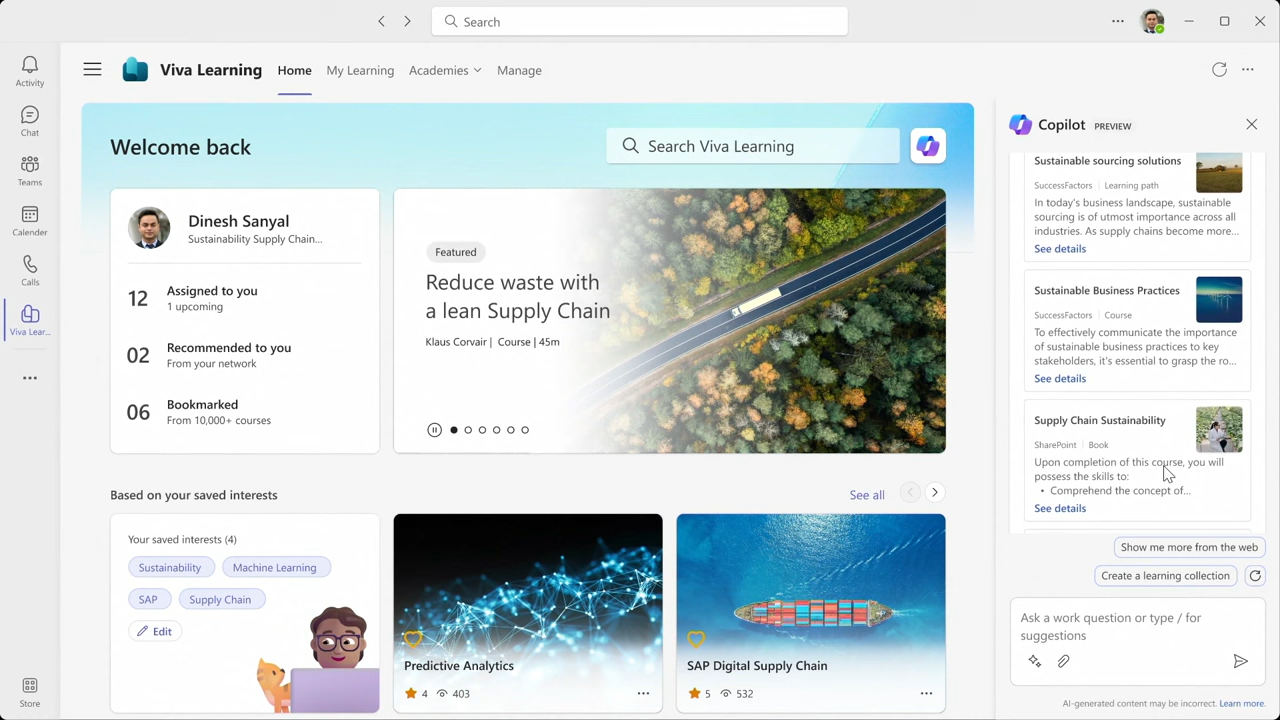 Search
Activity
Chat
Teams
Calender
Calls
Viva Lear...
Store
Viva Learning
Home
My Learning
Academies
Manage
Welcome back
Search Viva Learning
Dinesh Sanyal
Sustainability Supply Chain...
12
Assigned to you
1 upcoming
02
Recommended to you
From your network
06
Bookmarked
From 10,000+ courses
Featured
Reduce waste with
a lean Supply Chain
Klaus Corvair | Course | 45m
Based on your saved interests
See all
Your saved interests (4)
Sustainability
Machine Learning
SAP
Supply Chain
Edit
Predictive Analytics
4 403
SAP Digital Supply Chain
5 532
Copilot PREVIEW
Sustainable sourcing solutions
SuccessFactors | Learning path
In today's business landscape, sustainable
sourcing is of utmost importance across all
industries. As supply chains become more...
See details
Sustainable Business Practices
SuccessFactors | Course
To effectively communicate the importance
of sustainable business practices to key
stakeholders, it's essential to grasp the ro...
See details
Supply Chain Sustainability
SharePoint | Book
Upon completion of this course, you will
possess the skills to:
• Comprehend the concept of...
See details
Show me more from the web
Create a learning collection
Ask a work question or type / for
suggestions
AI-generated content may be incorrect. Learn more.